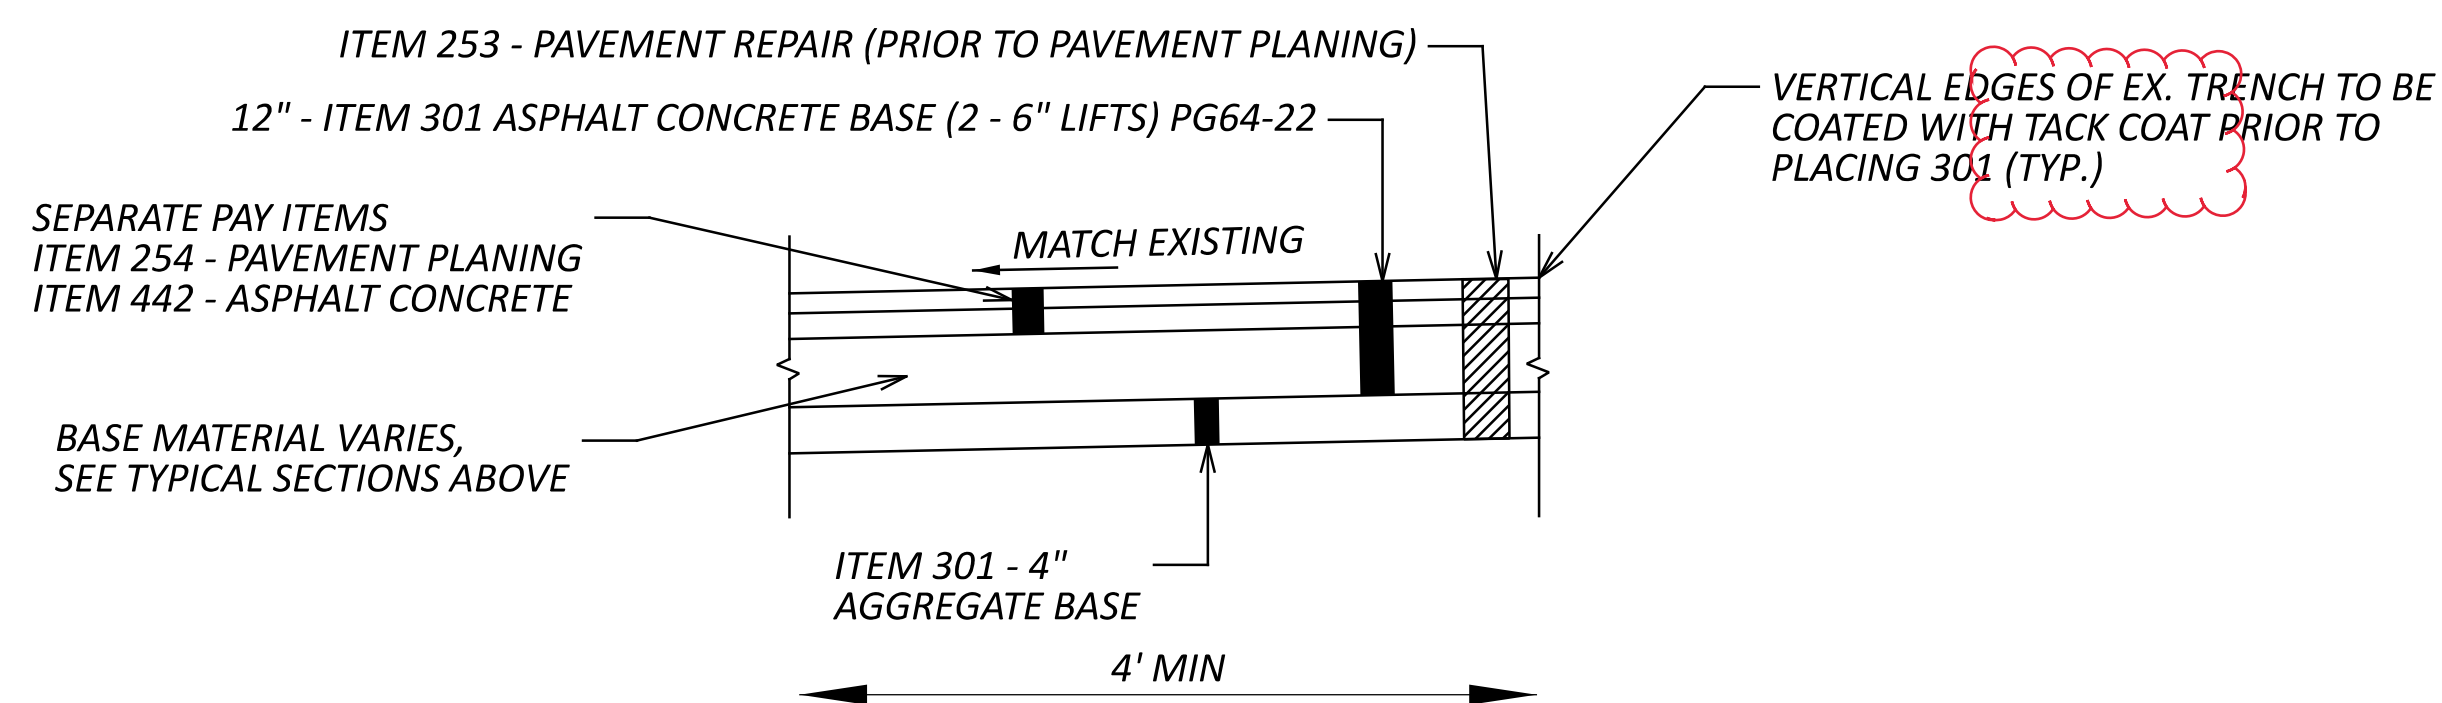 ITEM 253 - PAVEMENT REPAIR (PRIOR TO PAVEMENT PLANING)
12" - ITEM 301 ASPHALT CONCRETE BASE (2 - 6" LIFTS) PG64-22
VERTICAL EDGES OF EX. TRENCH TO BE
COATED WITH TACK COAT PRIOR TO
PLACING 301 (TYP.)
SEPARATE PAY ITEMS
ITEM 254 - PAVEMENT PLANING
ITEM 442 - ASPHALT CONCRETE
MATCH EXISTING
BASE MATERIAL VARIES,
SEE TYPICAL SECTIONS ABOVE
ITEM 301 - 4"
AGGREGATE BASE
4' MIN